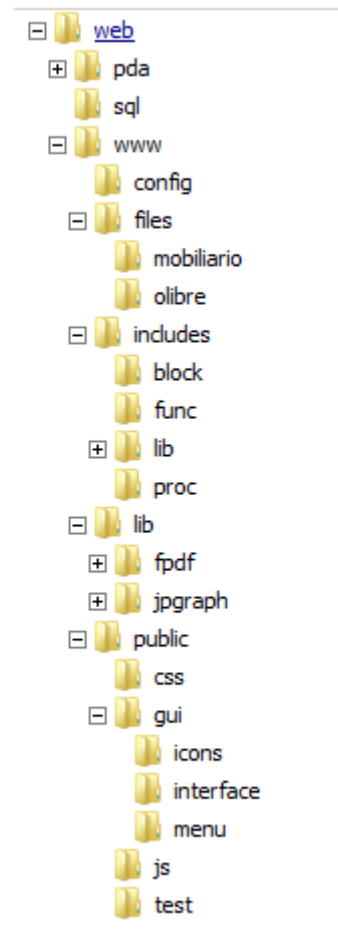 web
pda
sql
www
config
files
mobiliario
olibre
includes
block
func
lib
proc
lib
fpdf
jpgraph
public
css
gui
icons
interface
menu
js
test